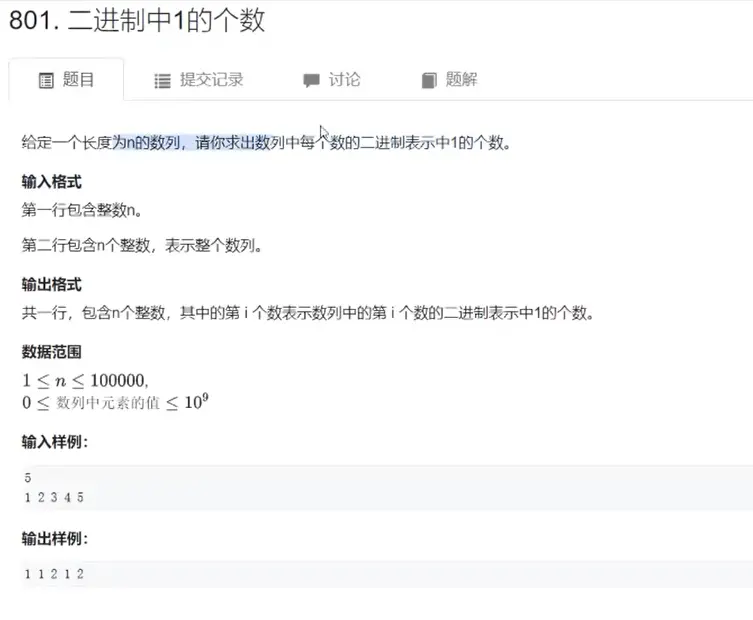 801. 二进制中1的个数
题目 提交记录 讨论 题解
给定一个长度为n的数列，请你求出数列中每个数的二进制表示中1的个数。
输入格式
第一行包含整数n。
第二行包含n个整数，表示整个数列。
输出格式
共一行，包含n个整数，其中的第 i 个数表示数列中的第 i 个数的二进制表示中1的个数。
数据范围
1 ≤ n ≤ 100000,
0 ≤ 数列中元素的值 ≤ 10⁹
输入样例：
5
1 2 3 4 5
输出样例：
1 1 2 1 2